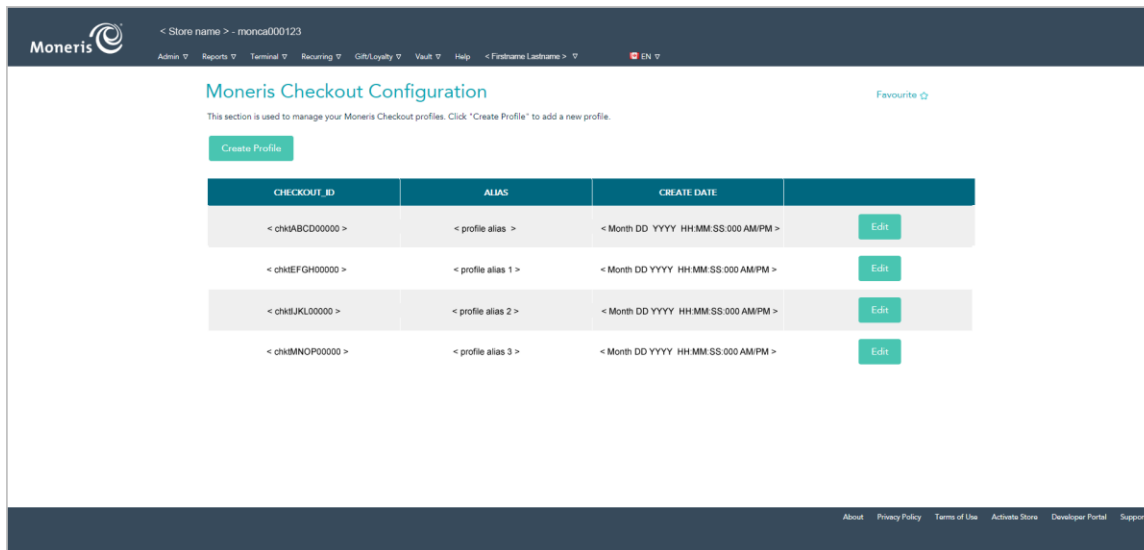 Moneris
< Store name > - monca000123
Admin Reports Terminal Recurring Gift/Loyalty Vault Help < Firstname Lastname > EN
Moneris Checkout Configuration
Favourite
This section is used to manage your Moneris Checkout profiles. Click "Create Profile" to add a new profile.
Create Profile
CHECKOUT_ID ALIAS CREATE DATE
< chktABCD00000 > < profile alias > < Month DD YYYY HH:MM:SS:000 AM/PM > Edit
< chktEFGH00000 > < profile alias 1 > < Month DD YYYY HH:MM:SS:000 AM/PM > Edit
< chktIJKL00000 > < profile alias 2 > < Month DD YYYY HH:MM:SS:000 AM/PM > Edit
< chktMNOP00000 > < profile alias 3 > < Month DD YYYY HH:MM:SS:000 AM/PM > Edit
About Privacy Policy Terms of Use Activate Store Developer Portal Suppor